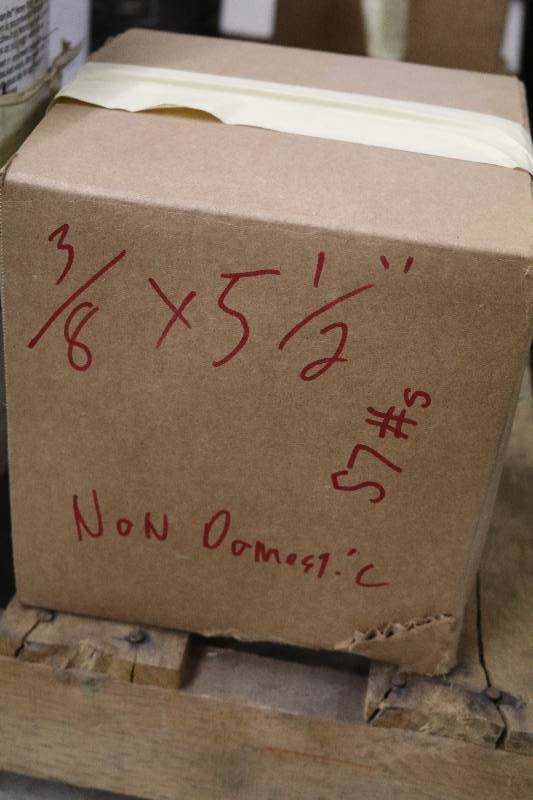 3/8 x 5 1/2"
57#s
NoN Domestic